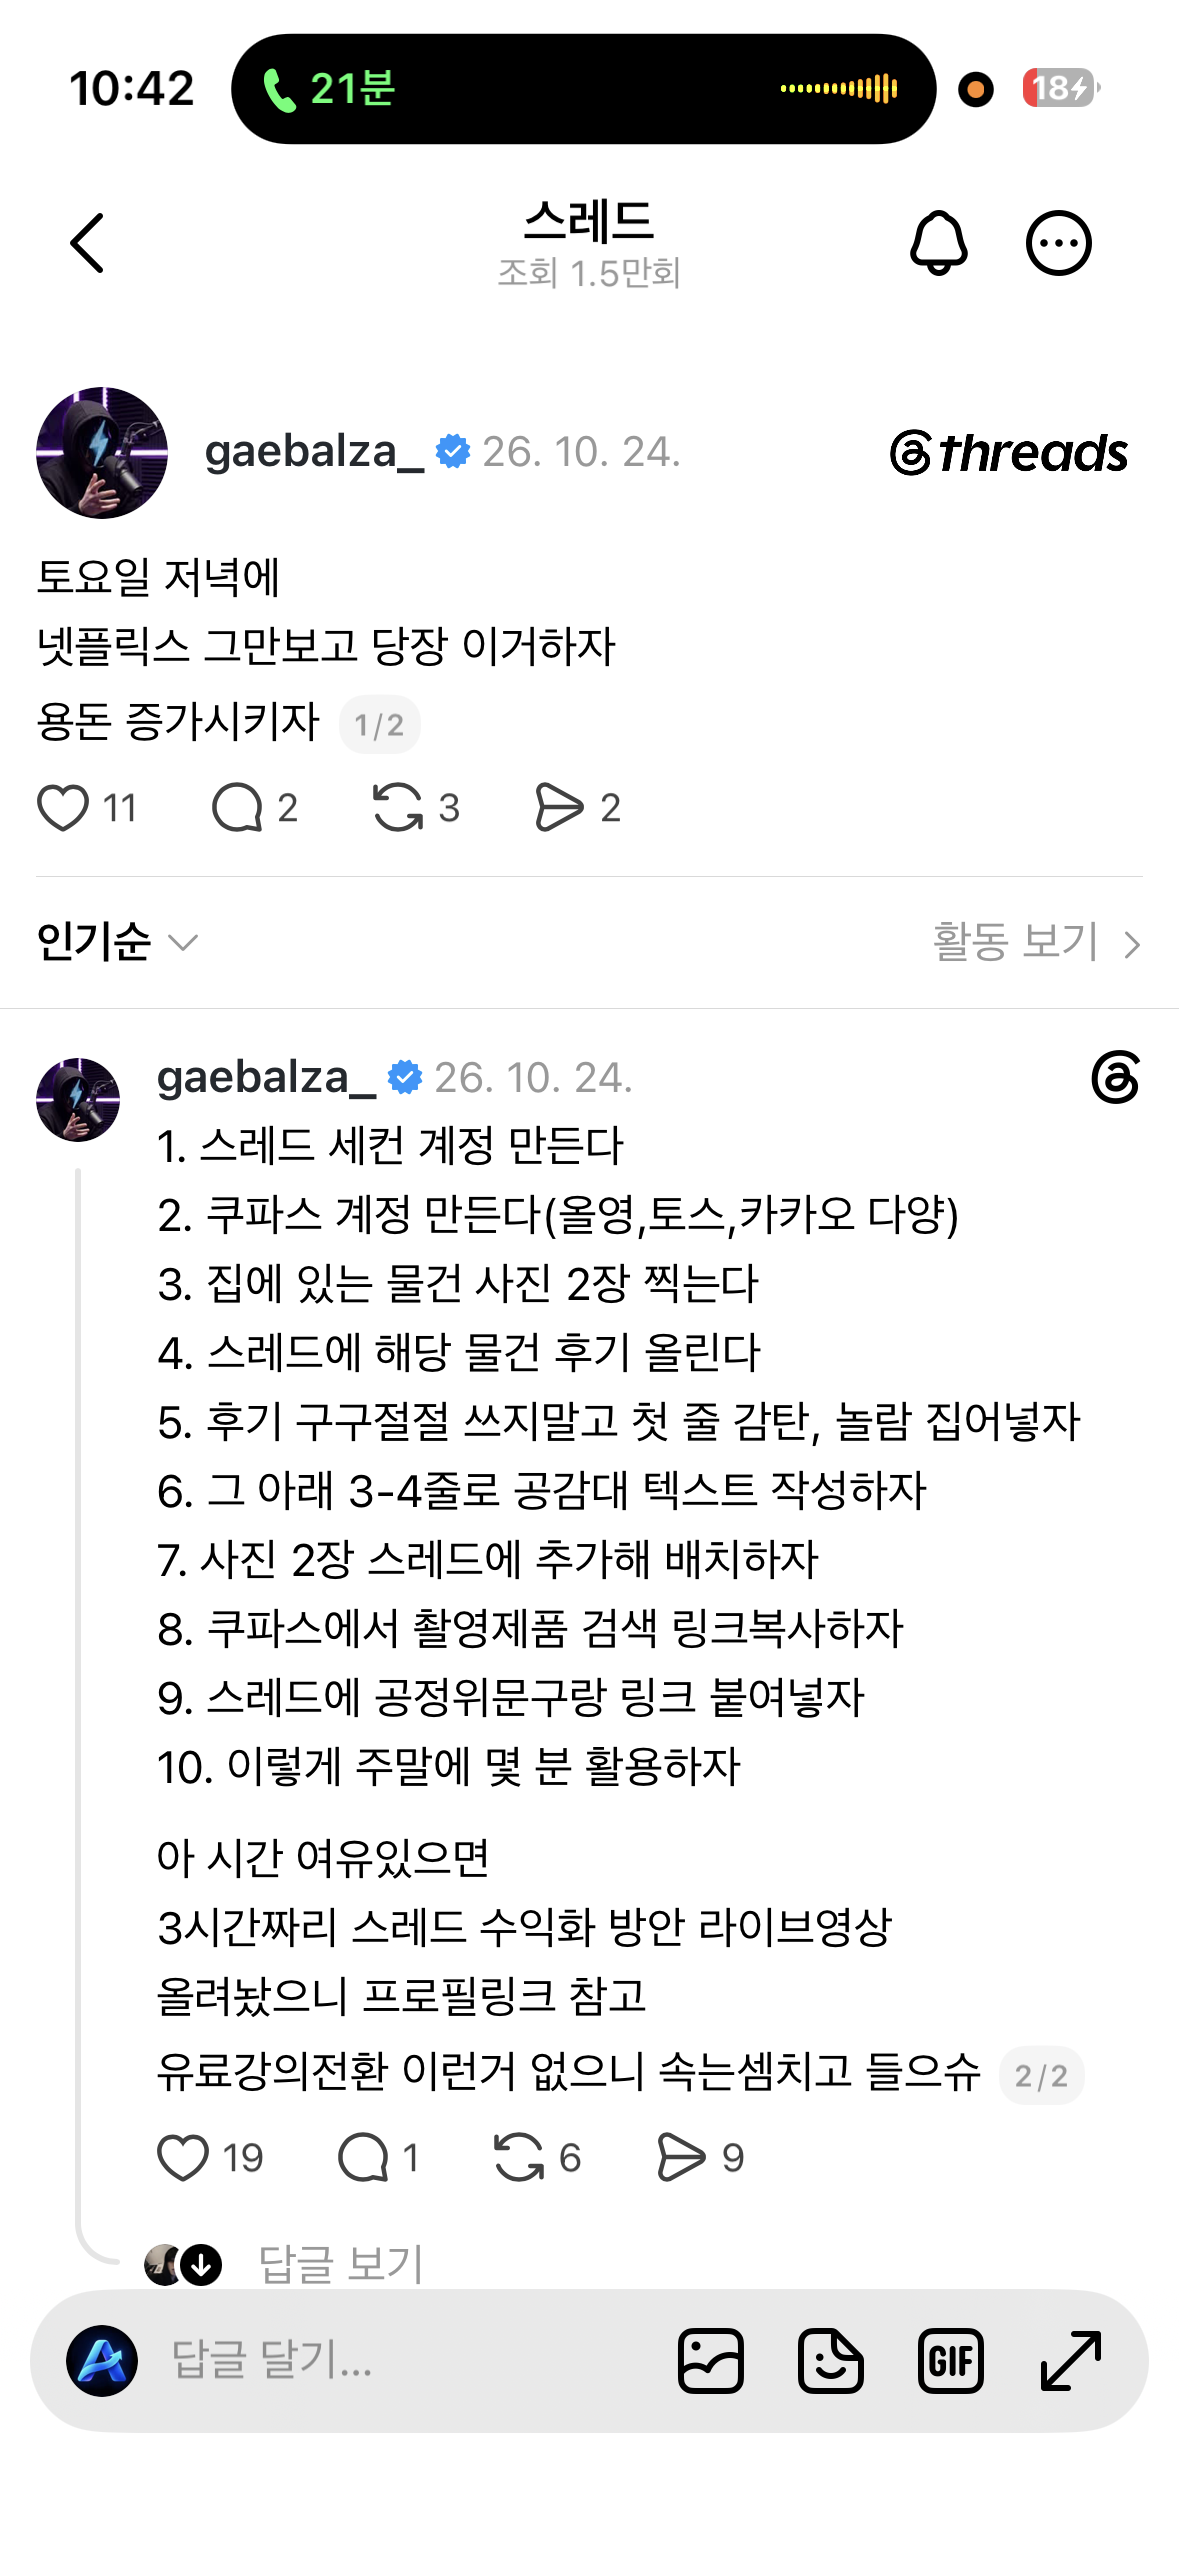 10:42
21분
18
스레드
조회 1.5만회
gaebalza_ 26. 10. 24.
threads
토요일 저녁에
넷플릭스 그만보고 당장 이거하자
용돈 증가시키자 1/2
11 2 3 2
인기순
활동 보기
gaebalza_ 26. 10. 24.
1. 스레드 세컨 계정 만든다
2. 쿠파스 계정 만든다(올영,토스,카카오 다양)
3. 집에 있는 물건 사진 2장 찍는다
4. 스레드에 해당 물건 후기 올린다
5. 후기 구구절절 쓰지말고 첫 줄 감탄, 놀람 집어넣자
6. 그 아래 3-4줄로 공감대 텍스트 작성하자
7. 사진 2장 스레드에 추가해 배치하자
8. 쿠파스에서 촬영제품 검색 링크복사하자
9. 스레드에 공정위문구랑 링크 붙여넣자
10. 이렇게 주말에 몇 분 활용하자
아 시간 여유있으면
3시간짜리 스레드 수익화 방안 라이브영상
올려놨으니 프로필링크 참고
유료강의전환 이런거 없으니 속는셈치고 들으슈 2/2
19 1 6 9
답글 보기
답글 달기...
GIF